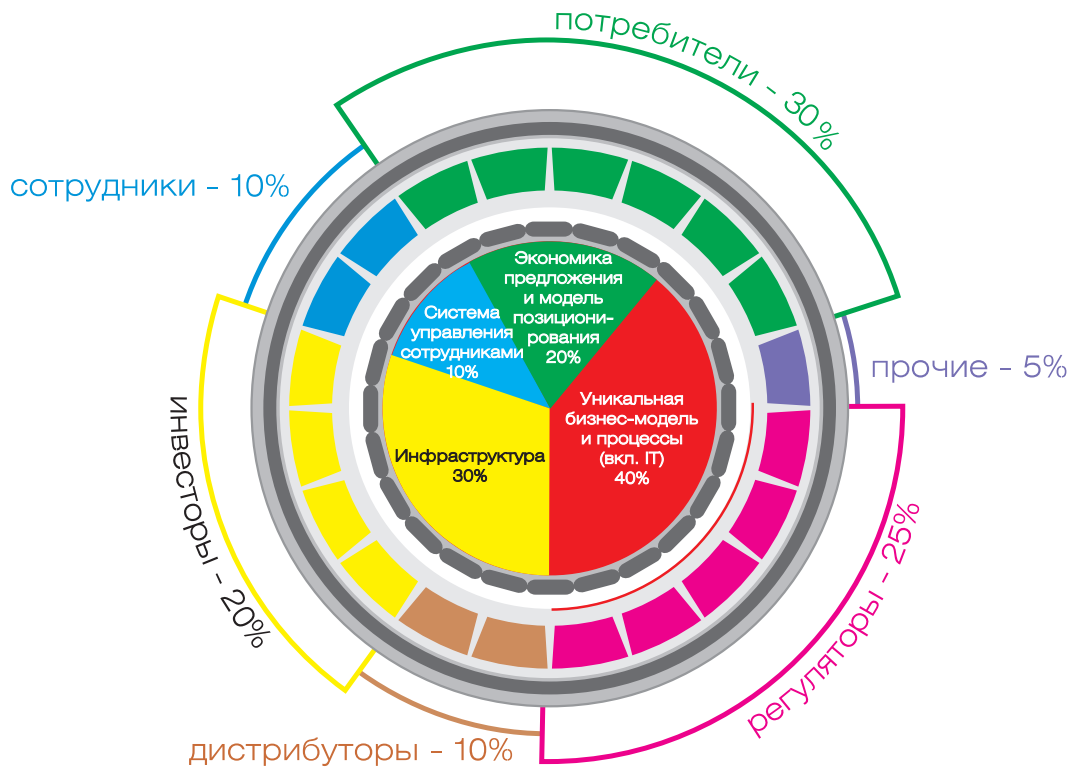 потребители - 30%
сотрудники - 10%
Экономика
предложения
и модель
позициони-
рования
20%
Система
управления
сотрудниками
10%
прочие - 5%
Уникальная
бизнес-модель
и процессы
(вкл. IT)
40%
Инфраструктура
30%
инвесторы - 20%
регуляторы - 25%
дистрибуторы - 10%